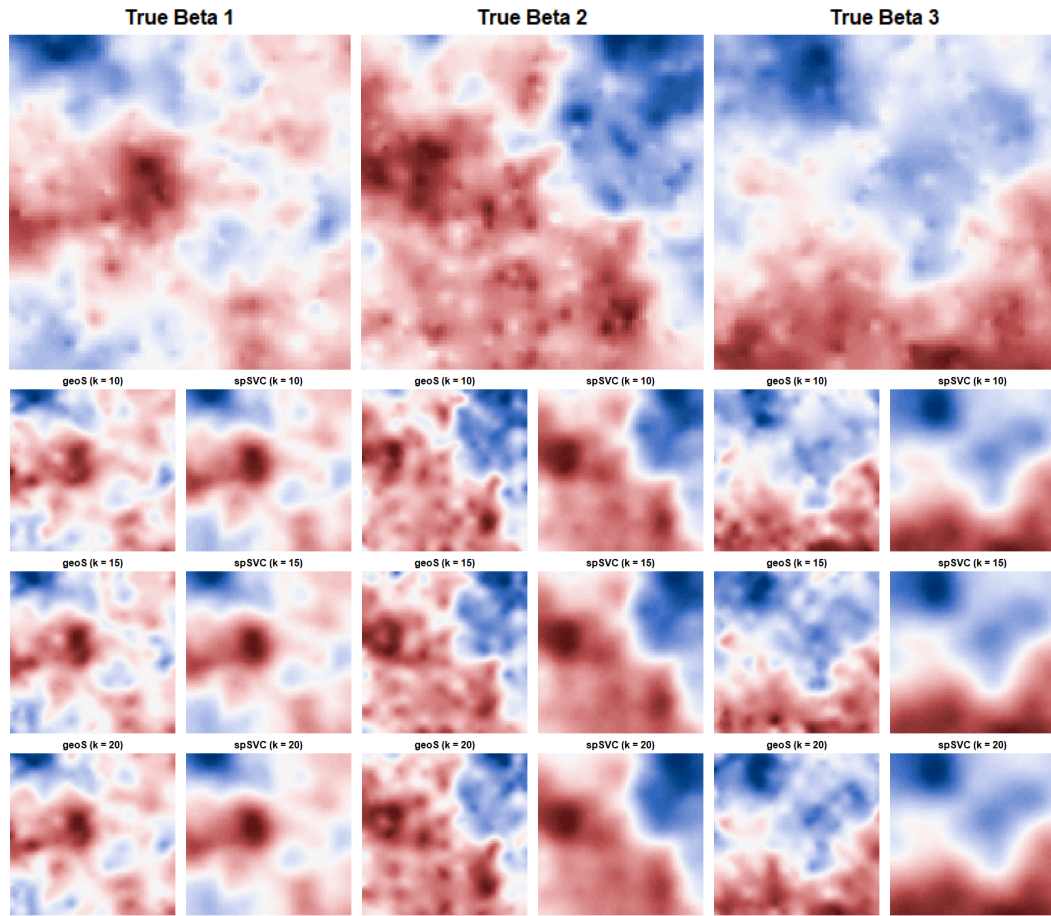 True Beta 1 True Beta 2 True Beta 3
geoS (k = 10) spSVC (k = 10) geoS (k = 10) spSVC (k = 10) geoS (k = 10) spSVC (k = 10)
geoS (k = 15) spSVC (k = 15) geoS (k = 15) spSVC (k = 15) geoS (k = 15) spSVC (k = 15)
geoS (k = 20) spSVC (k = 20) geoS (k = 20) spSVC (k = 20) geoS (k = 20) spSVC (k = 20)